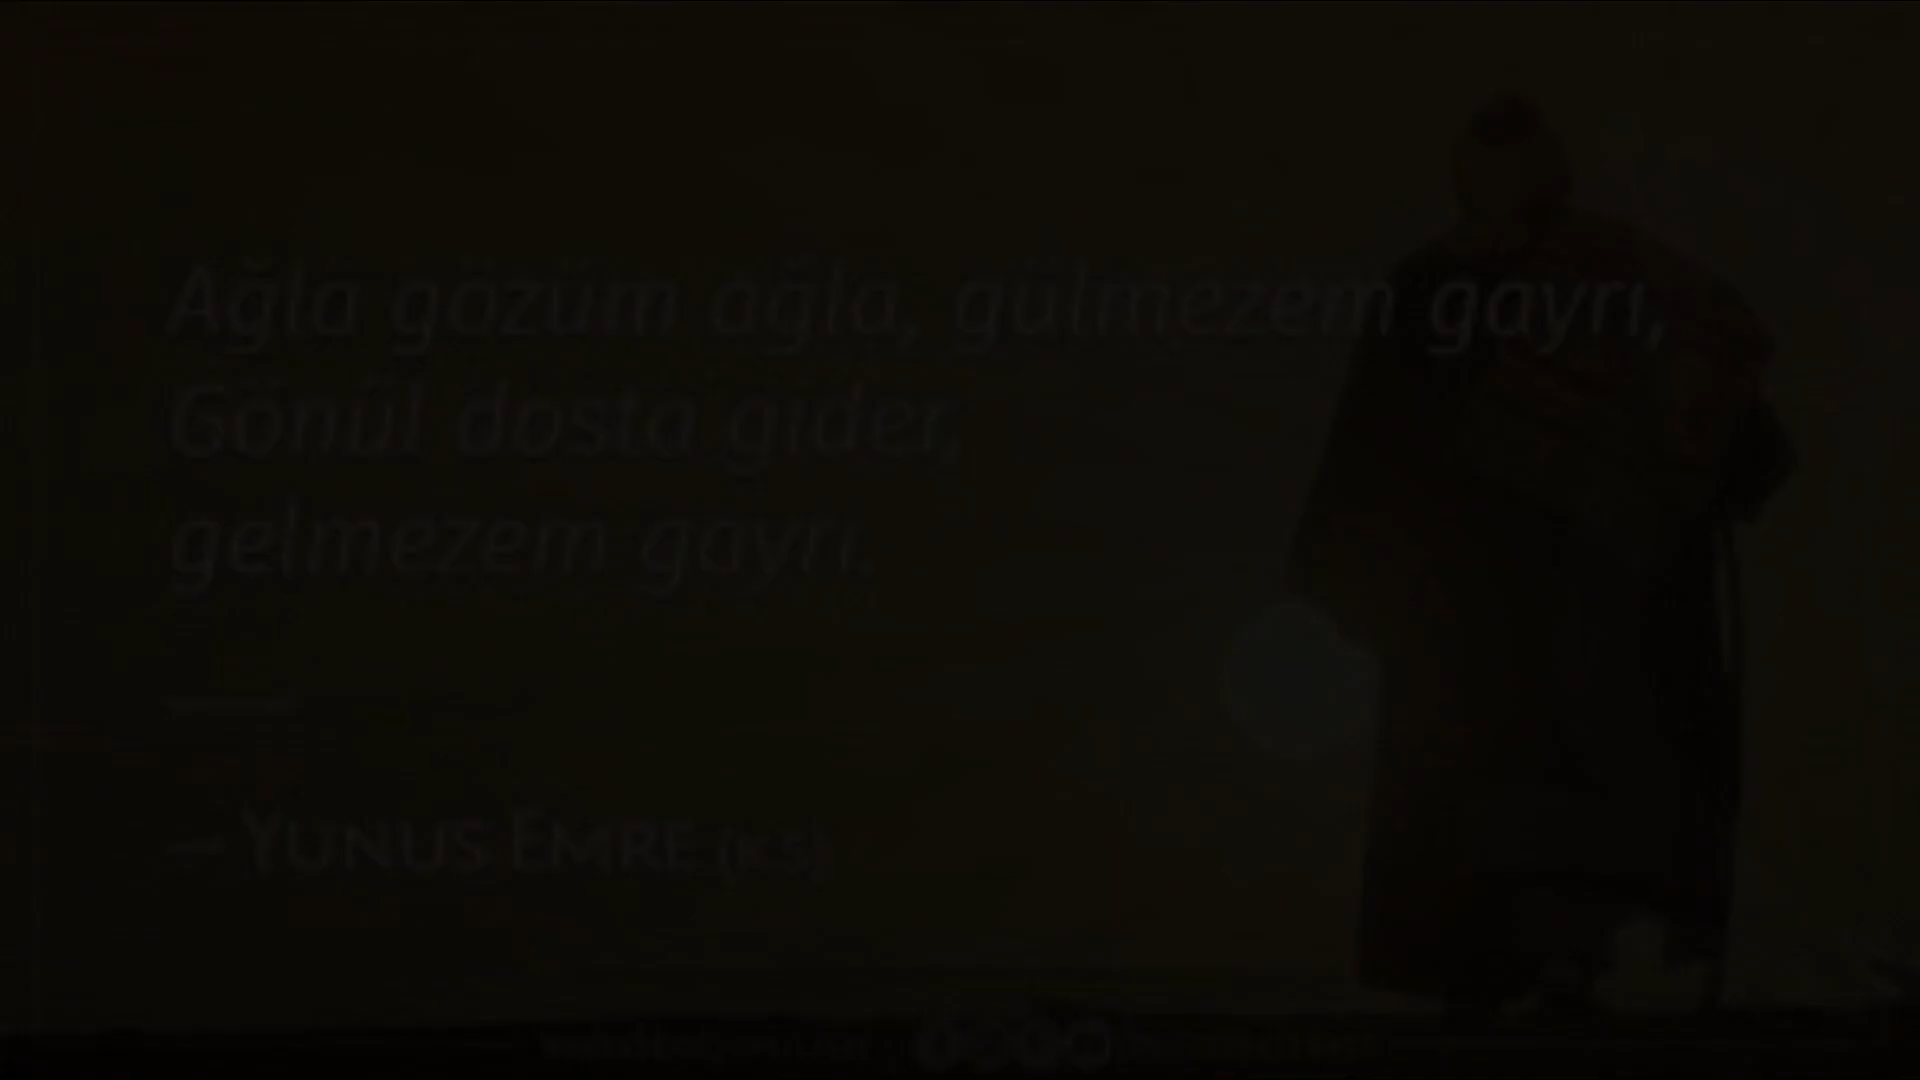 Ağla gözüm ağla, gülmezem gayrı,
Gönül dosta gider,
gelmezem gayrı.
— YUNUS EMRE (K.S)